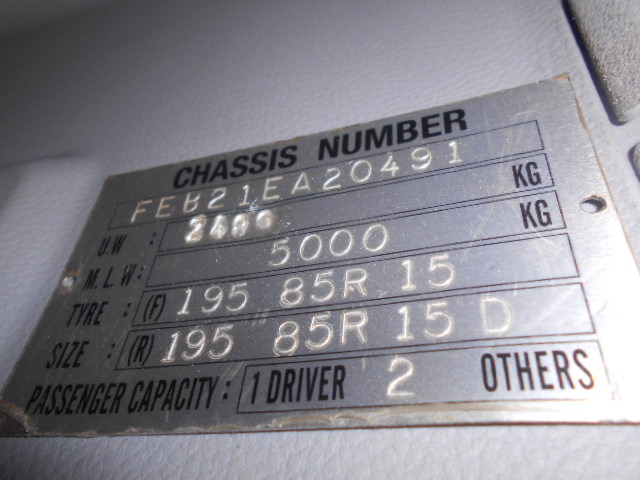 CHASSIS NUMBER
FEB21EA20491
U.W : 2400 KG
M.L.W: 5000 KG
TYRE : (F) 195 85R 15
SIZE : (R) 195 85R 15 D
PASSENGER CAPACITY : 1 DRIVER 2 OTHERS